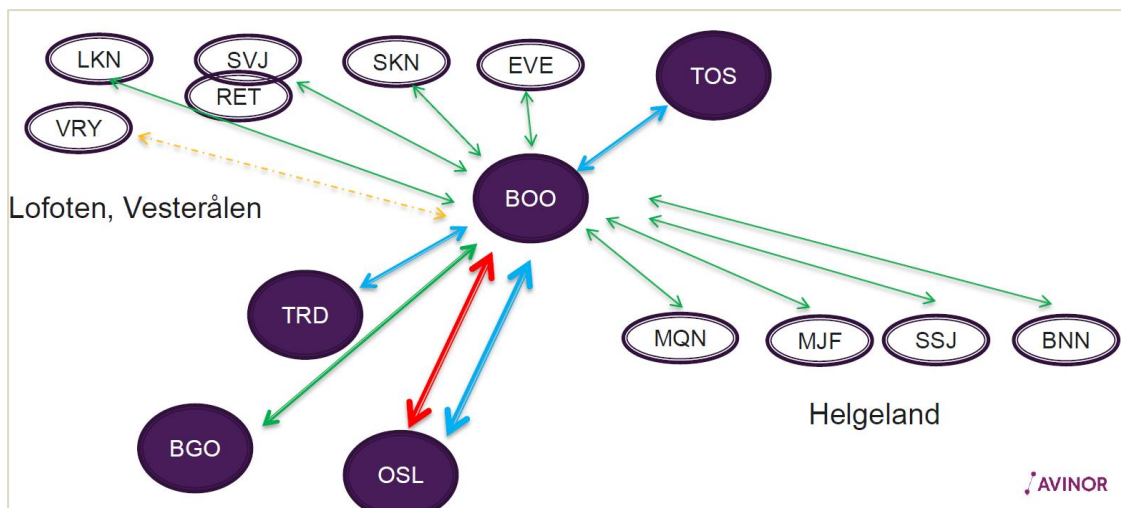 LKN
SVJ
SKN
EVE
TOS
RET
VRY
BOO
Lofoten, Vesterålen
TRD
MQN
MJF
SSJ
BNN
Helgeland
BGO
OSL
AVINOR